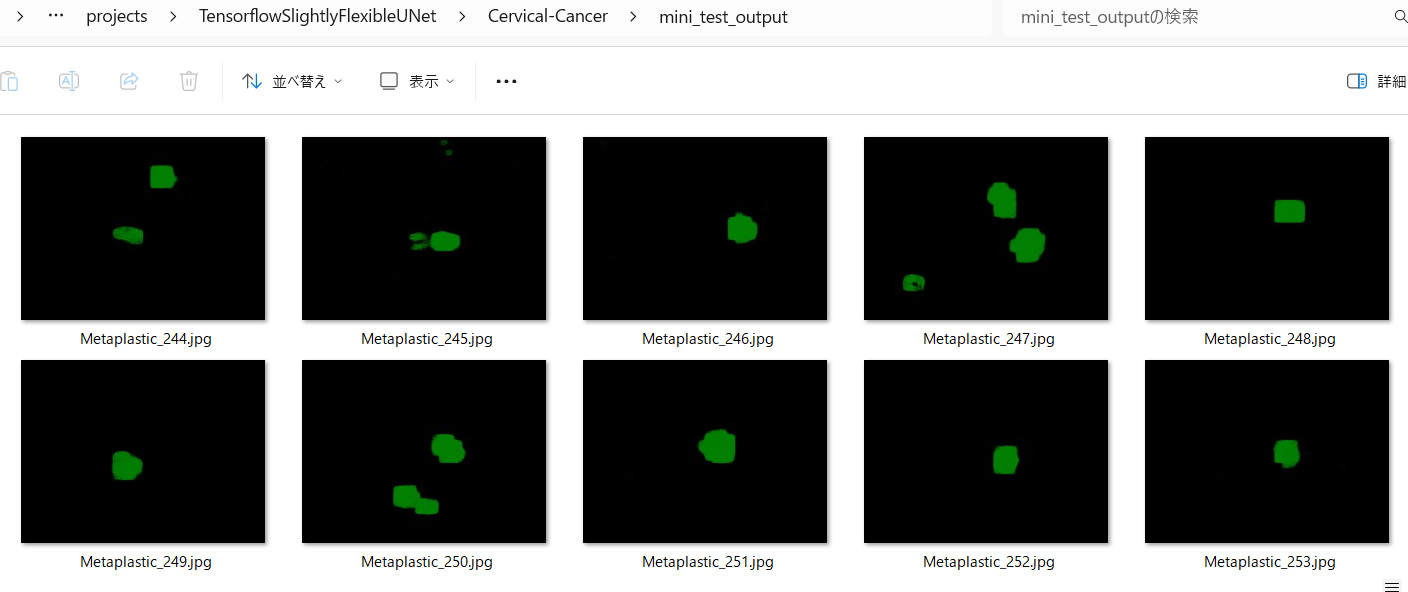 projects > TensorflowSlightlyFlexibleUNet > Cervical-Cancer > mini_test_output
mini_test_outputの検索
並べ替え 表示 詳細
Metaplastic_244.jpg Metaplastic_245.jpg Metaplastic_246.jpg Metaplastic_247.jpg Metaplastic_248.jpg
Metaplastic_249.jpg Metaplastic_250.jpg Metaplastic_251.jpg Metaplastic_252.jpg Metaplastic_253.jpg